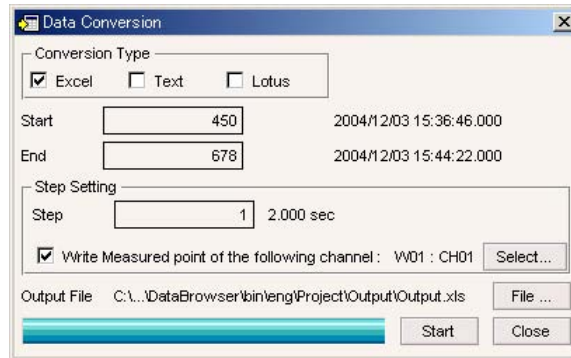 Data Conversion
Conversion Type
Excel Text Lotus
Start 450 2004/12/03 15:36:46.000
End 678 2004/12/03 15:44:22.000
Step Setting
Step 1 2.000 sec
Write Measured point of the following channel : W01 : CH01 Select...
Output File C:\...\DataBrowser\bin\eng\Project\Output\Output.xls File ...
Start Close